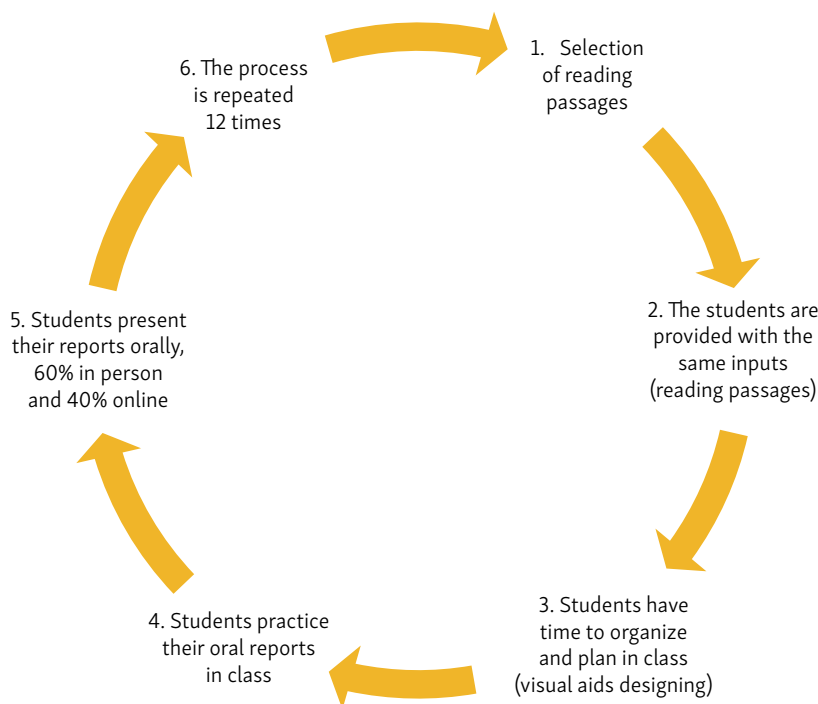 1. Selection
of reading
passages
2. The students are
provided with the
same inputs
(reading passages)
3. Students have
time to organize
and plan in class
(visual aids designing)
4. Students practice
their oral reports
in class
5. Students present
their reports orally,
60% in person
and 40% online
6. The process
is repeated
12 times